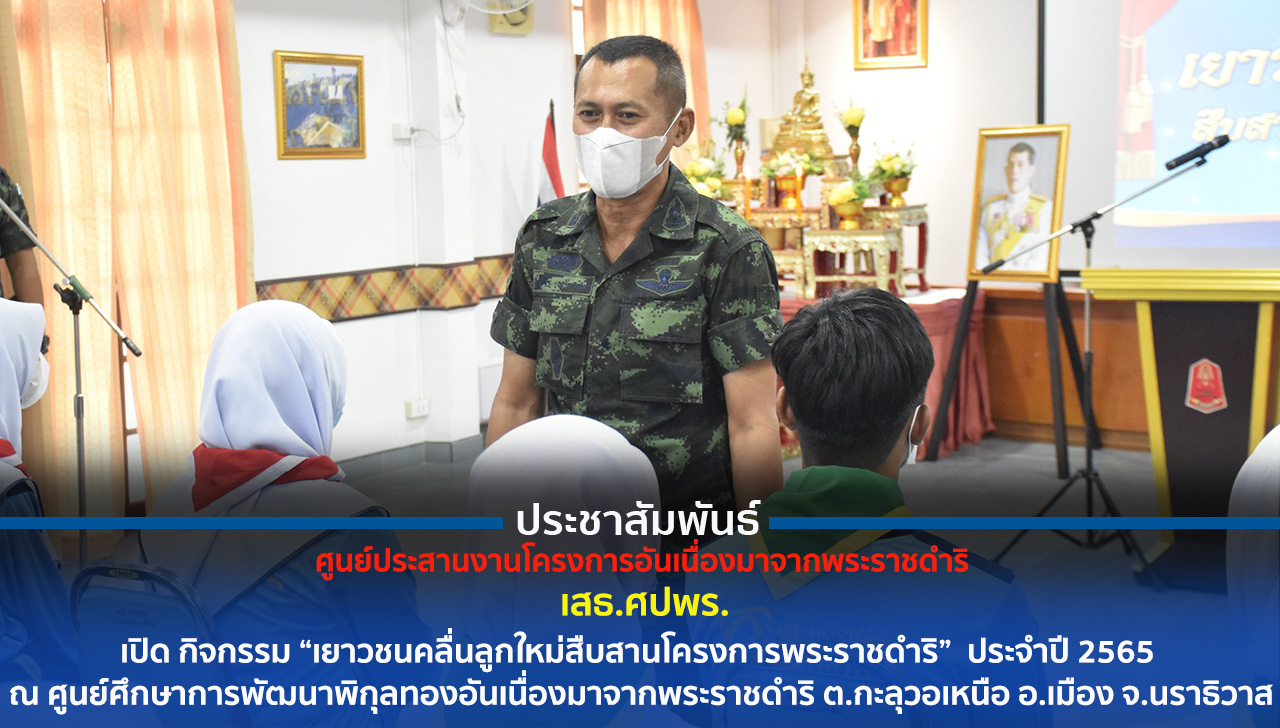 เยาว
สืบสา
ประชาสัมพันธ์
ศูนย์ประสานงานโครงการอันเนื่องมาจากพระราชดำริ
เสธ.ศปพร.
เปิด กิจกรรม “เยาวชนคลื่นลูกใหม่สืบสานโครงการพระราชดำริ” ประจำปี 2565
ณ ศูนย์ศึกษาการพัฒนาพิกุลทองอันเนื่องมาจากพระราชดำริ ต.กะลุวอเหนือ อ.เมือง จ.นราธิวาส